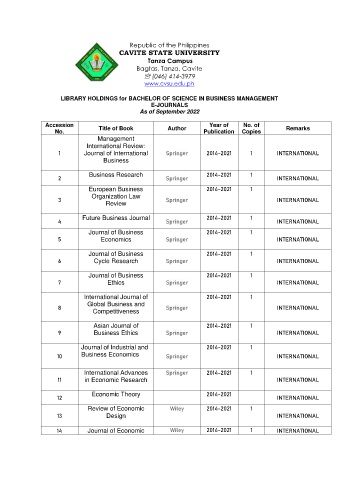 Republic of the Philippines
CAVITE STATE UNIVERSITY
Tanza Campus
Bagtas, Tanza, Cavite
☏ (046) 414-3979
www.cvsu.edu.ph
LIBRARY HOLDINGS for BACHELOR OF SCIENCE IN BUSINESS MANAGEMENT
E-JOURNALS
As of September 2022
Accession No. Title of Book Author Year of Publication No. of Copies Remarks
1 Management International Review: Journal of International Business Springer 2014-2021 1 INTERNATIONAL
2 Business Research Springer 2014-2021 1 INTERNATIONAL
3 European Business Organization Law Review Springer 2014-2021 1 INTERNATIONAL
4 Future Business Journal Springer 2014-2021 1 INTERNATIONAL
5 Journal of Business Economics Springer 2014-2021 1 INTERNATIONAL
6 Journal of Business Cycle Research Springer 2014-2021 1 INTERNATIONAL
7 Journal of Business Ethics Springer 2014-2021 1 INTERNATIONAL
8 International Journal of Global Business and Competitiveness Springer 2014-2021 1 INTERNATIONAL
9 Asian Journal of Business Ethics Springer 2014-2021 1 INTERNATIONAL
10 Journal of Industrial and Business Economics Springer 2014-2021 1 INTERNATIONAL
11 International Advances in Economic Research Springer 2014-2021 1 INTERNATIONAL
12 Economic Theory 2014-2021 INTERNATIONAL
13 Review of Economic Design Wiley 2014-2021 1 INTERNATIONAL
14 Journal of Economic Wiley 2014-2021 1 INTERNATIONAL